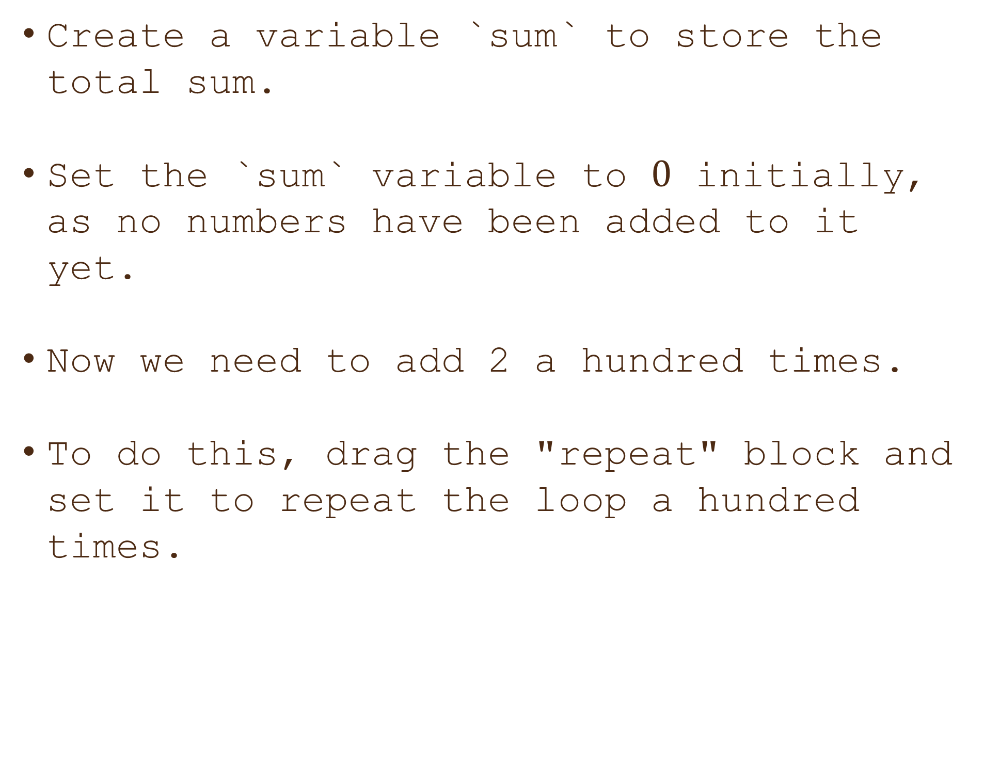 • Create a variable `sum` to store the
total sum.
• Set the `sum` variable to 0 initially,
as no numbers have been added to it
yet.
• Now we need to add 2 a hundred times.
• To do this, drag the "repeat" block and
set it to repeat the loop a hundred
times.